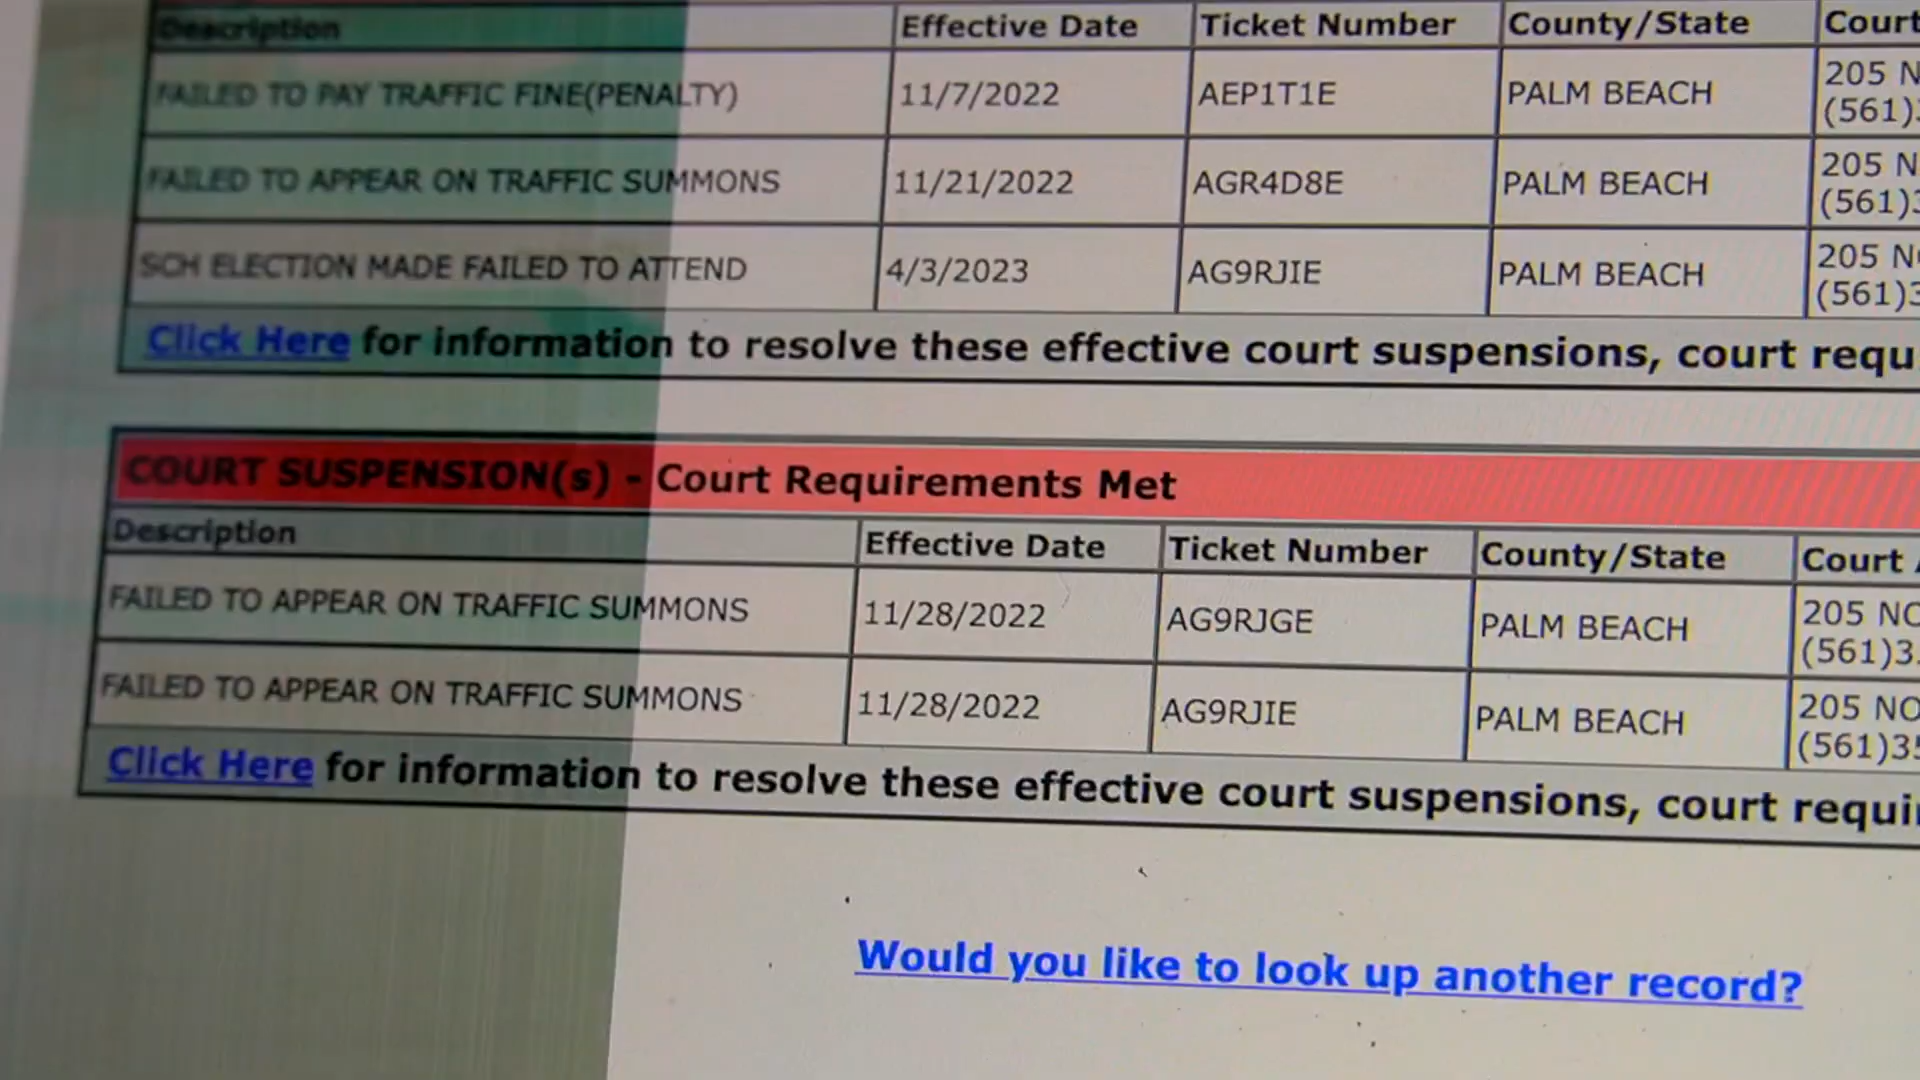 Description Effective Date Ticket Number County/State Court
FAILED TO PAY TRAFFIC FINE(PENALTY) 11/7/2022 AEP1T1E PALM BEACH 205 N
(561)
FAILED TO APPEAR ON TRAFFIC SUMMONS 11/21/2022 AGR4D8E PALM BEACH 205 N
(561)3
SCH ELECTION MADE FAILED TO ATTEND 4/3/2023 AG9RJIE PALM BEACH 205 N
(561)3
Click Here for information to resolve these effective court suspensions, court requ
COURT SUSPENSION(s) - Court Requirements Met
Description Effective Date Ticket Number County/State Court
FAILED TO APPEAR ON TRAFFIC SUMMONS 11/28/2022 AG9RJGE PALM BEACH 205 NO
(561)3
FAILED TO APPEAR ON TRAFFIC SUMMONS 11/28/2022 AG9RJIE PALM BEACH 205 NO
(561)35
Click Here for information to resolve these effective court suspensions, court requi
Would you like to look up another record?